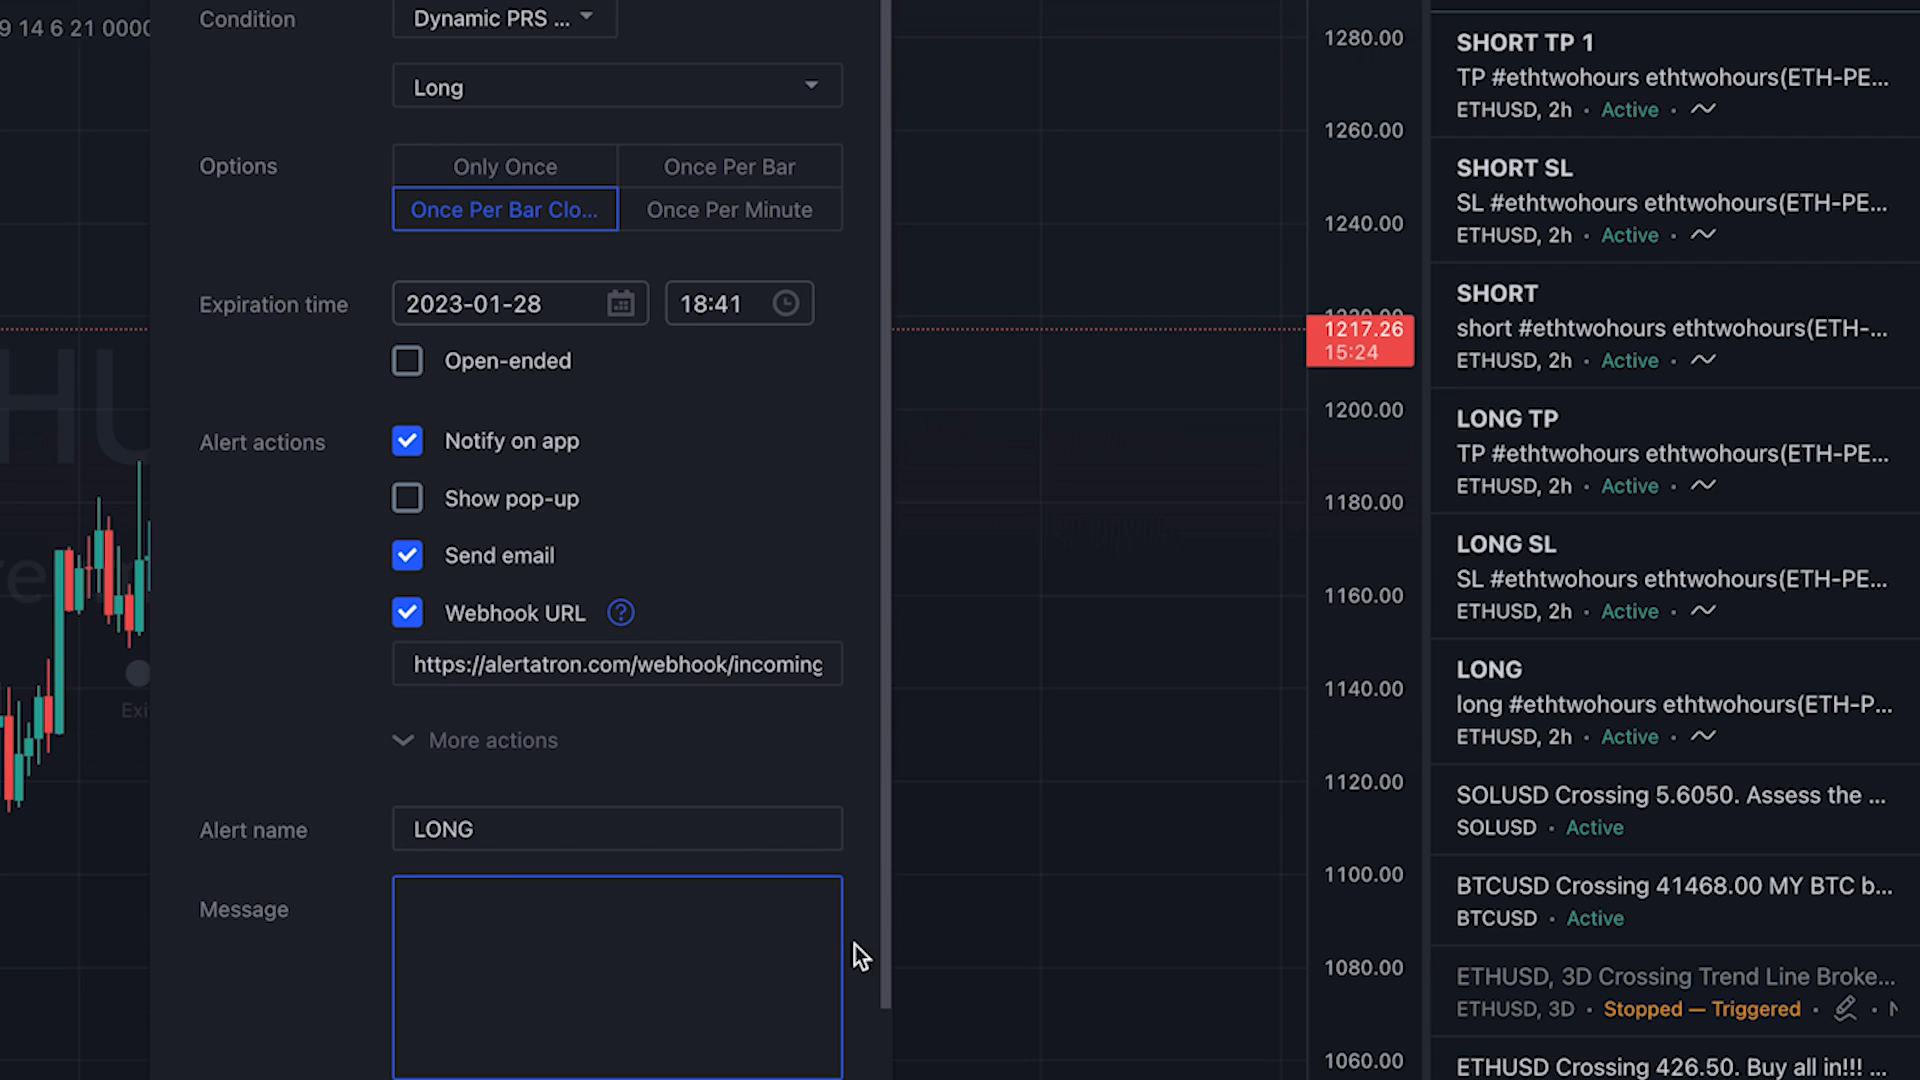 9 14 6 21 0000
Condition
Dynamic PRS ...
Long
Options
Only Once
Once Per Bar
Once Per Bar Clo...
Once Per Minute
Expiration time
2023-01-28
18:41
Open-ended
Alert actions
Notify on app
Show pop-up
Send email
Webhook URL
https://alertatron.com/webhook/incoming
More actions
Alert name
LONG
Message
HU
Exi
1280.00
1260.00
1240.00
1220.00
1217.26
15:24
1200.00
1180.00
1160.00
1140.00
1120.00
1100.00
1080.00
1060.00
SHORT TP 1
TP #ethtwohours ethtwohours(ETH-PE...
ETHUSD, 2h · Active ·
SHORT SL
SL #ethtwohours ethtwohours(ETH-PE...
ETHUSD, 2h · Active ·
SHORT
short #ethtwohours ethtwohours(ETH-...
ETHUSD, 2h · Active ·
LONG TP
TP #ethtwohours ethtwohours(ETH-PE...
ETHUSD, 2h · Active ·
LONG SL
SL #ethtwohours ethtwohours(ETH-PE...
ETHUSD, 2h · Active ·
LONG
long #ethtwohours ethtwohours(ETH-P...
ETHUSD, 2h · Active ·
SOLUSD Crossing 5.6050. Assess the ...
SOLUSD · Active
BTCUSD Crossing 41468.00 MY BTC b...
BTCUSD · Active
ETHUSD, 3D Crossing Trend Line Broke...
ETHUSD, 3D · Stopped — Triggered ·
ETHUSD Crossing 426.50. Buy all in!!! ...